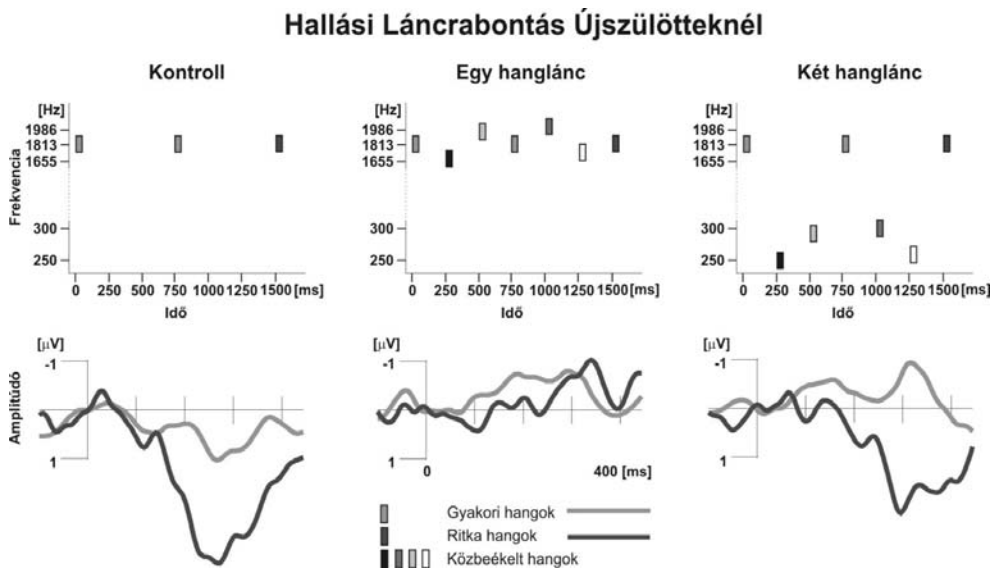 Hallási Láncrabontás Újszülötteknél
Kontroll
Egy hanglánc
Két hanglánc
Frekvencia
[Hz]
1986
1813
1655
300
250
0 250 500 750 1000 1250 1500 [ms]
Idő
[Hz]
1986
1813
1655
300
250
0 250 500 750 1000 1250 1500 [ms]
Idő
[Hz]
1986
1813
1655
300
250
0 250 500 750 1000 1250 1500 [ms]
Idő
Amplitúdó
[µV]
-1
1
[µV]
-1
1
0 400 [ms]
[µV]
-1
1
Gyakori hangok
Ritka hangok
Közbeékelt hangok